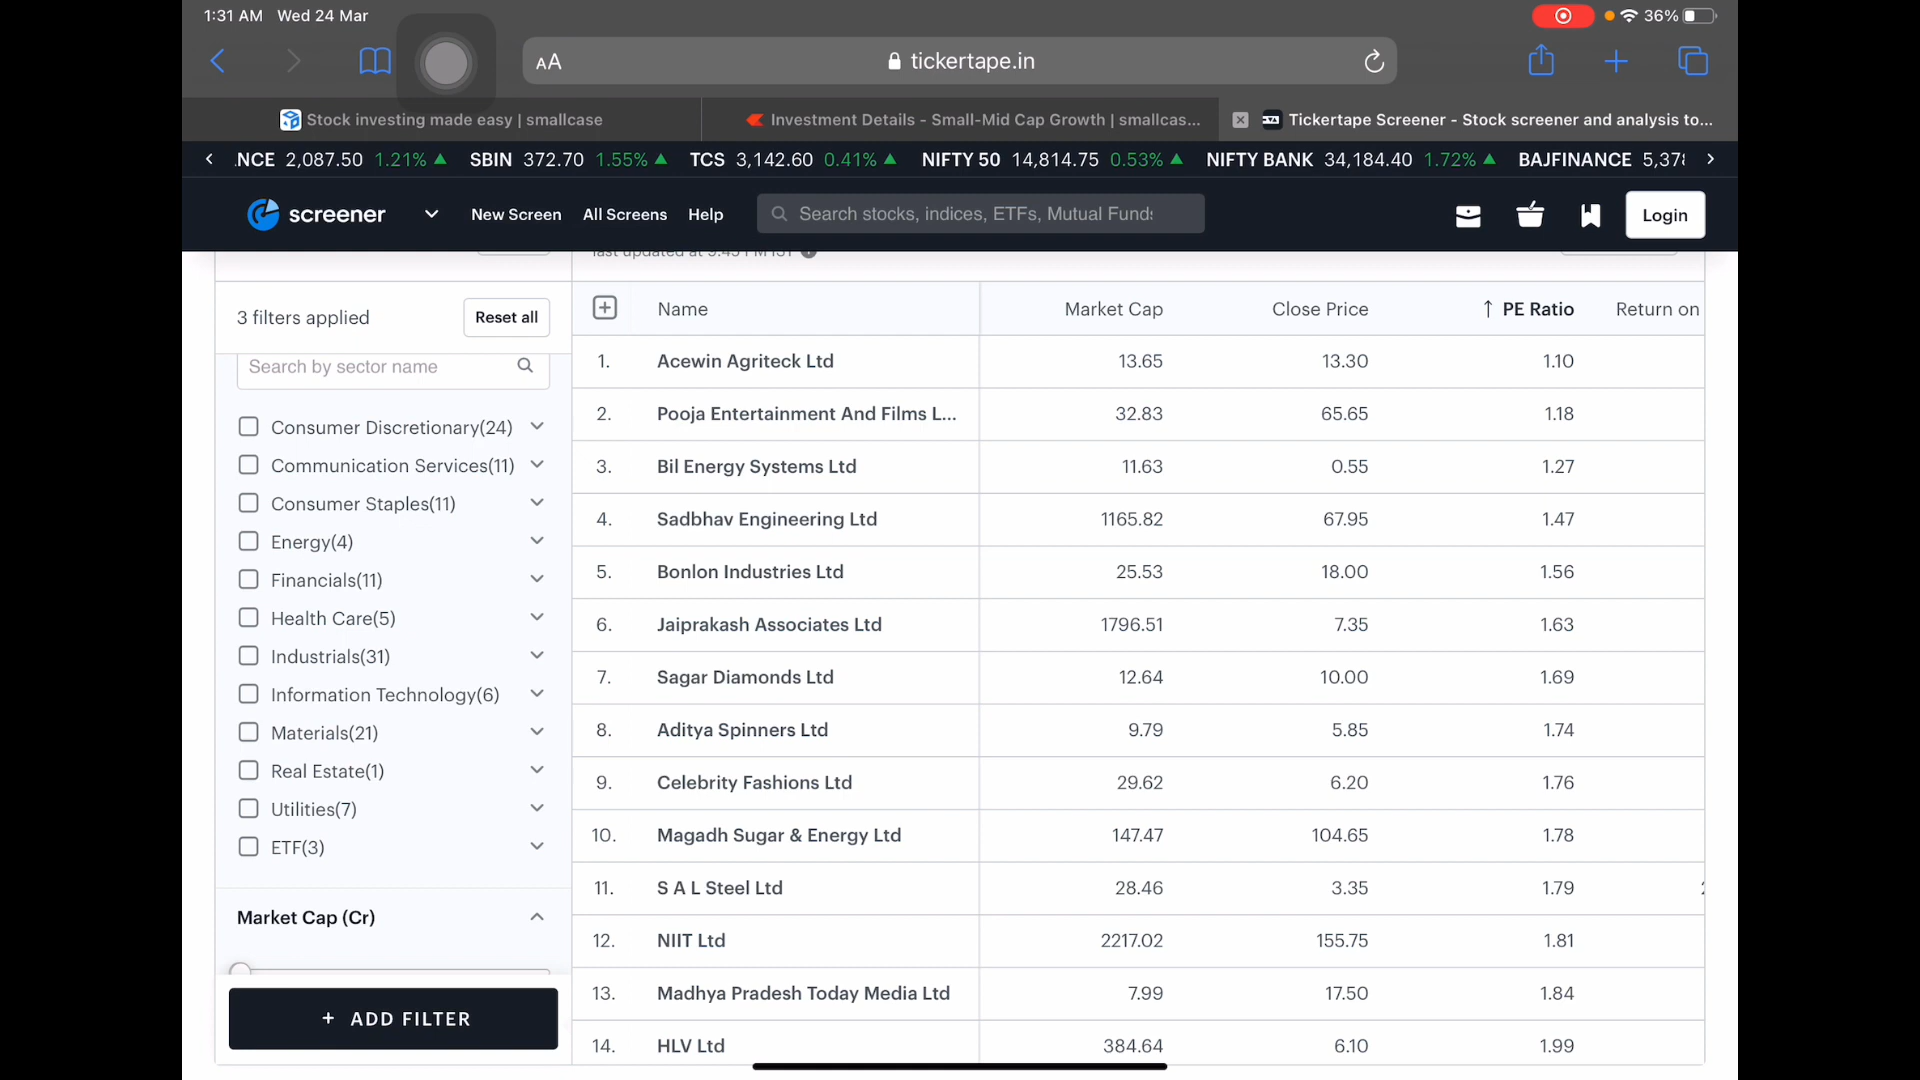 1:31 AM Wed 24 Mar
36%
AA
tickertape.in
Stock investing made easy | smallcase
Investment Details - Small-Mid Cap Growth | smallcas...
Tickertape Screener - Stock screener and analysis to...
.NCE 2,087.50 1.21% SBIN 372.70 1.55% TCS 3,142.60 0.41% NIFTY 50 14,814.75 0.53% NIFTY BANK 34,184.40 1.72% BAJFINANCE 5,378
screener
New Screen
All Screens
Help
Search stocks, indices, ETFs, Mutual Funds
Login
last updated at 9:45 PM IST
3 filters applied
Reset all
Search by sector name
Consumer Discretionary(24)
Communication Services(11)
Consumer Staples(11)
Energy(4)
Financials(11)
Health Care(5)
Industrials(31)
Information Technology(6)
Materials(21)
Real Estate(1)
Utilities(7)
ETF(3)
Market Cap (Cr)
+ ADD FILTER
Name Market Cap Close Price ↑ PE Ratio Return on
1. Acewin Agriteck Ltd 13.65 13.30 1.10
2. Pooja Entertainment And Films L... 32.83 65.65 1.18
3. Bil Energy Systems Ltd 11.63 0.55 1.27
4. Sadbhav Engineering Ltd 1165.82 67.95 1.47
5. Bonlon Industries Ltd 25.53 18.00 1.56
6. Jaiprakash Associates Ltd 1796.51 7.35 1.63
7. Sagar Diamonds Ltd 12.64 10.00 1.69
8. Aditya Spinners Ltd 9.79 5.85 1.74
9. Celebrity Fashions Ltd 29.62 6.20 1.76
10. Magadh Sugar & Energy Ltd 147.47 104.65 1.78
11. S A L Steel Ltd 28.46 3.35 1.79
12. NIIT Ltd 2217.02 155.75 1.81
13. Madhya Pradesh Today Media Ltd 7.99 17.50 1.84
14. HLV Ltd 384.64 6.10 1.99